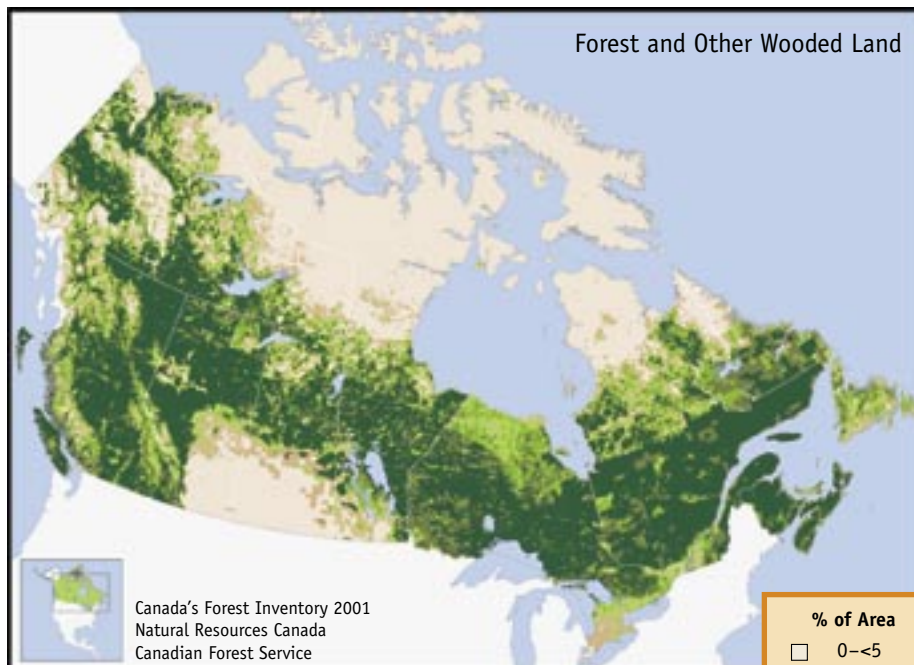 Forest and Other Wooded Land
Canada's Forest Inventory 2001
Natural Resources Canada
Canadian Forest Service
% of Area
0–<5